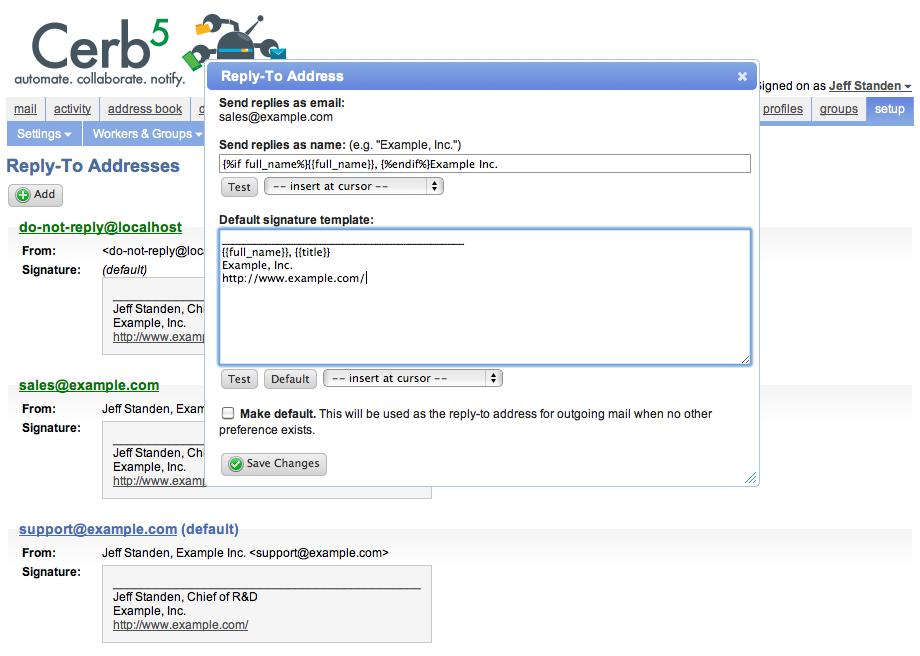 Cerb5
automate. collaborate. notify.
Signed on as Jeff Standen
mail activity address book profiles groups setup
Settings Workers & Groups
Reply-To Addresses
Add
do-not-reply@localhost
From: <do-not-reply@loc
Signature: (default)
Jeff Standen, Ch
Example, Inc.
http://www.examp
sales@example.com
From: Jeff Standen, Exam
Signature:
Jeff Standen, Ch
Example, Inc.
http://www.examp
support@example.com (default)
From: Jeff Standen, Example Inc. <support@example.com>
Signature:
Jeff Standen, Chief of R&D
Example, Inc.
http://www.example.com/
Reply-To Address
Send replies as email:
sales@example.com
Send replies as name: (e.g. "Example, Inc.")
{%if full_name%}{{full_name}}, {%endif%}Example Inc.
Test -- insert at cursor --
Default signature template:
{{full_name}}, {{title}}
Example, Inc.
http://www.example.com/
Test Default -- insert at cursor --
Make default. This will be used as the reply-to address for outgoing mail when no other
preference exists.
Save Changes